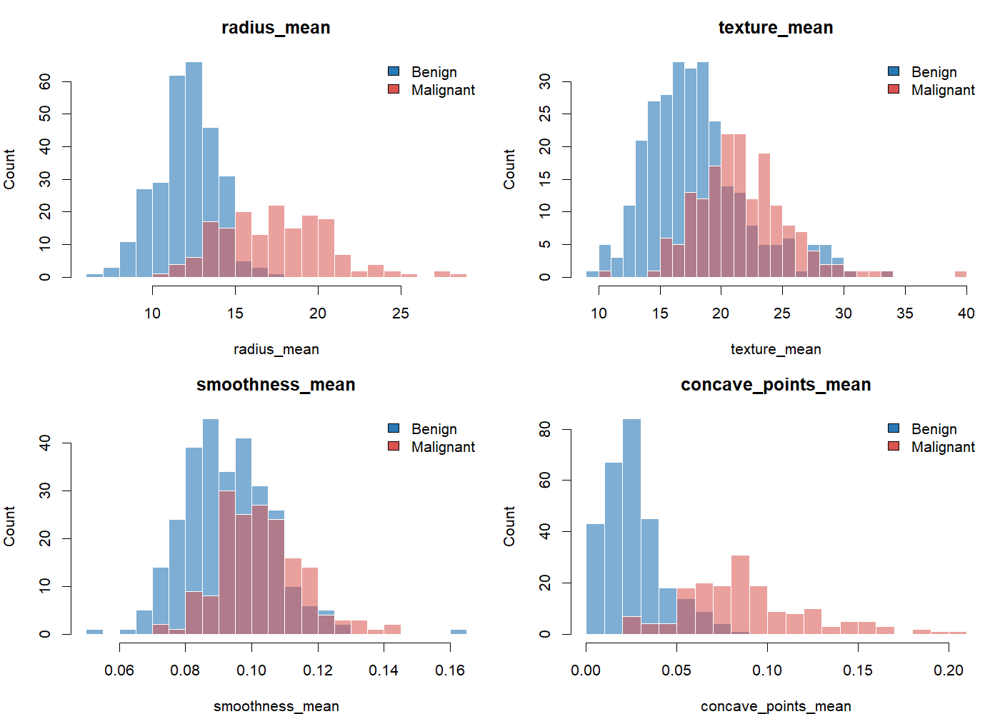 radius_mean
Benign
Malignant
Count
0
10
20
30
40
50
60
10
15
20
25
radius_mean
texture_mean
Benign
Malignant
Count
0
5
10
15
20
25
30
10
15
20
25
30
35
40
texture_mean
smoothness_mean
Benign
Malignant
Count
0
10
20
30
40
0.06
0.08
0.10
0.12
0.14
0.16
smoothness_mean
concave_points_mean
Benign
Malignant
Count
0
20
40
60
80
0.00
0.05
0.10
0.15
0.20
concave_points_mean